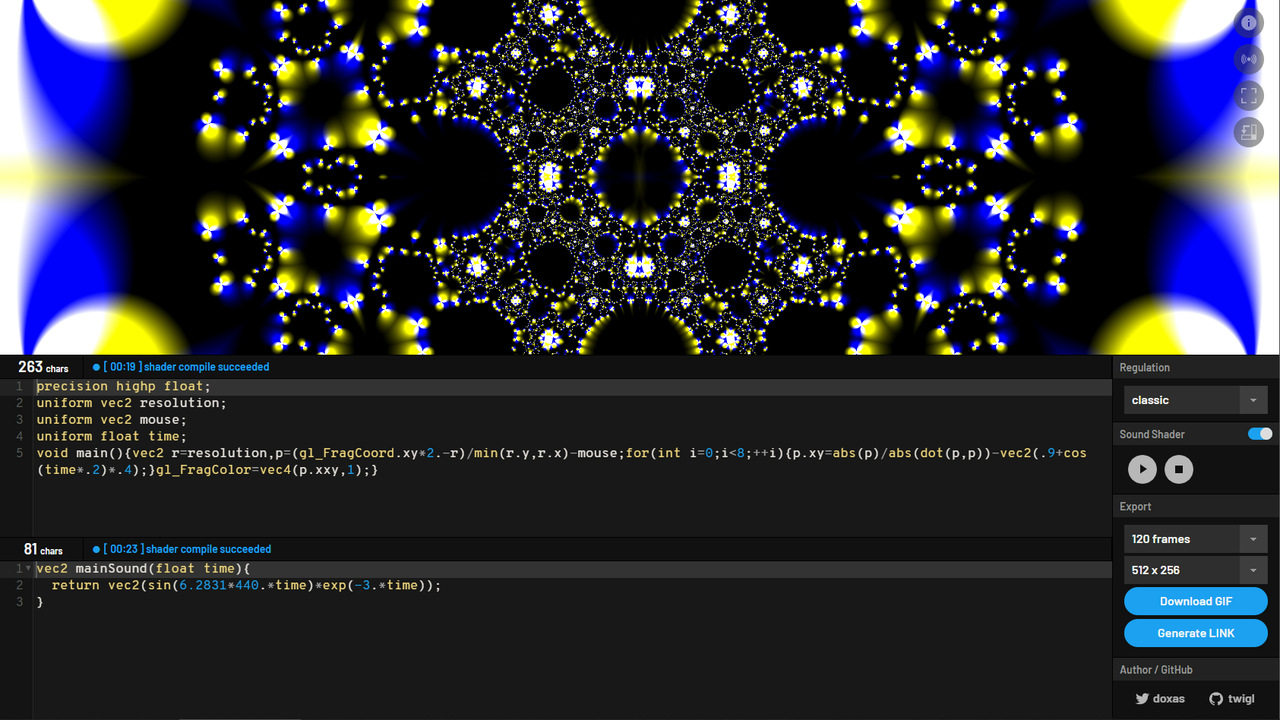 263 chars
[ 00:19 ] shader compile succeeded
1 precision highp float;
2 uniform vec2 resolution;
3 uniform vec2 mouse;
4 uniform float time;
5 void main(){vec2 r=resolution,p=(gl_FragCoord.xy*2.-r)/min(r.y,r.x)-mouse;for(int i=0;i<8;++i){p.xy=abs(p)/abs(dot(p,p))-vec2(.9+cos
(time*.2)*.4);}gl_FragColor=vec4(p.xxy,1);}
81 chars
[ 00:23 ] shader compile succeeded
1 vec2 mainSound(float time){
2 return vec2(sin(6.2831*440.*time)*exp(-3.*time));
3 }
Regulation
classic
Sound Shader
Export
120 frames
512 x 256
Download GIF
Generate LINK
Author / GitHub
doxas twigl